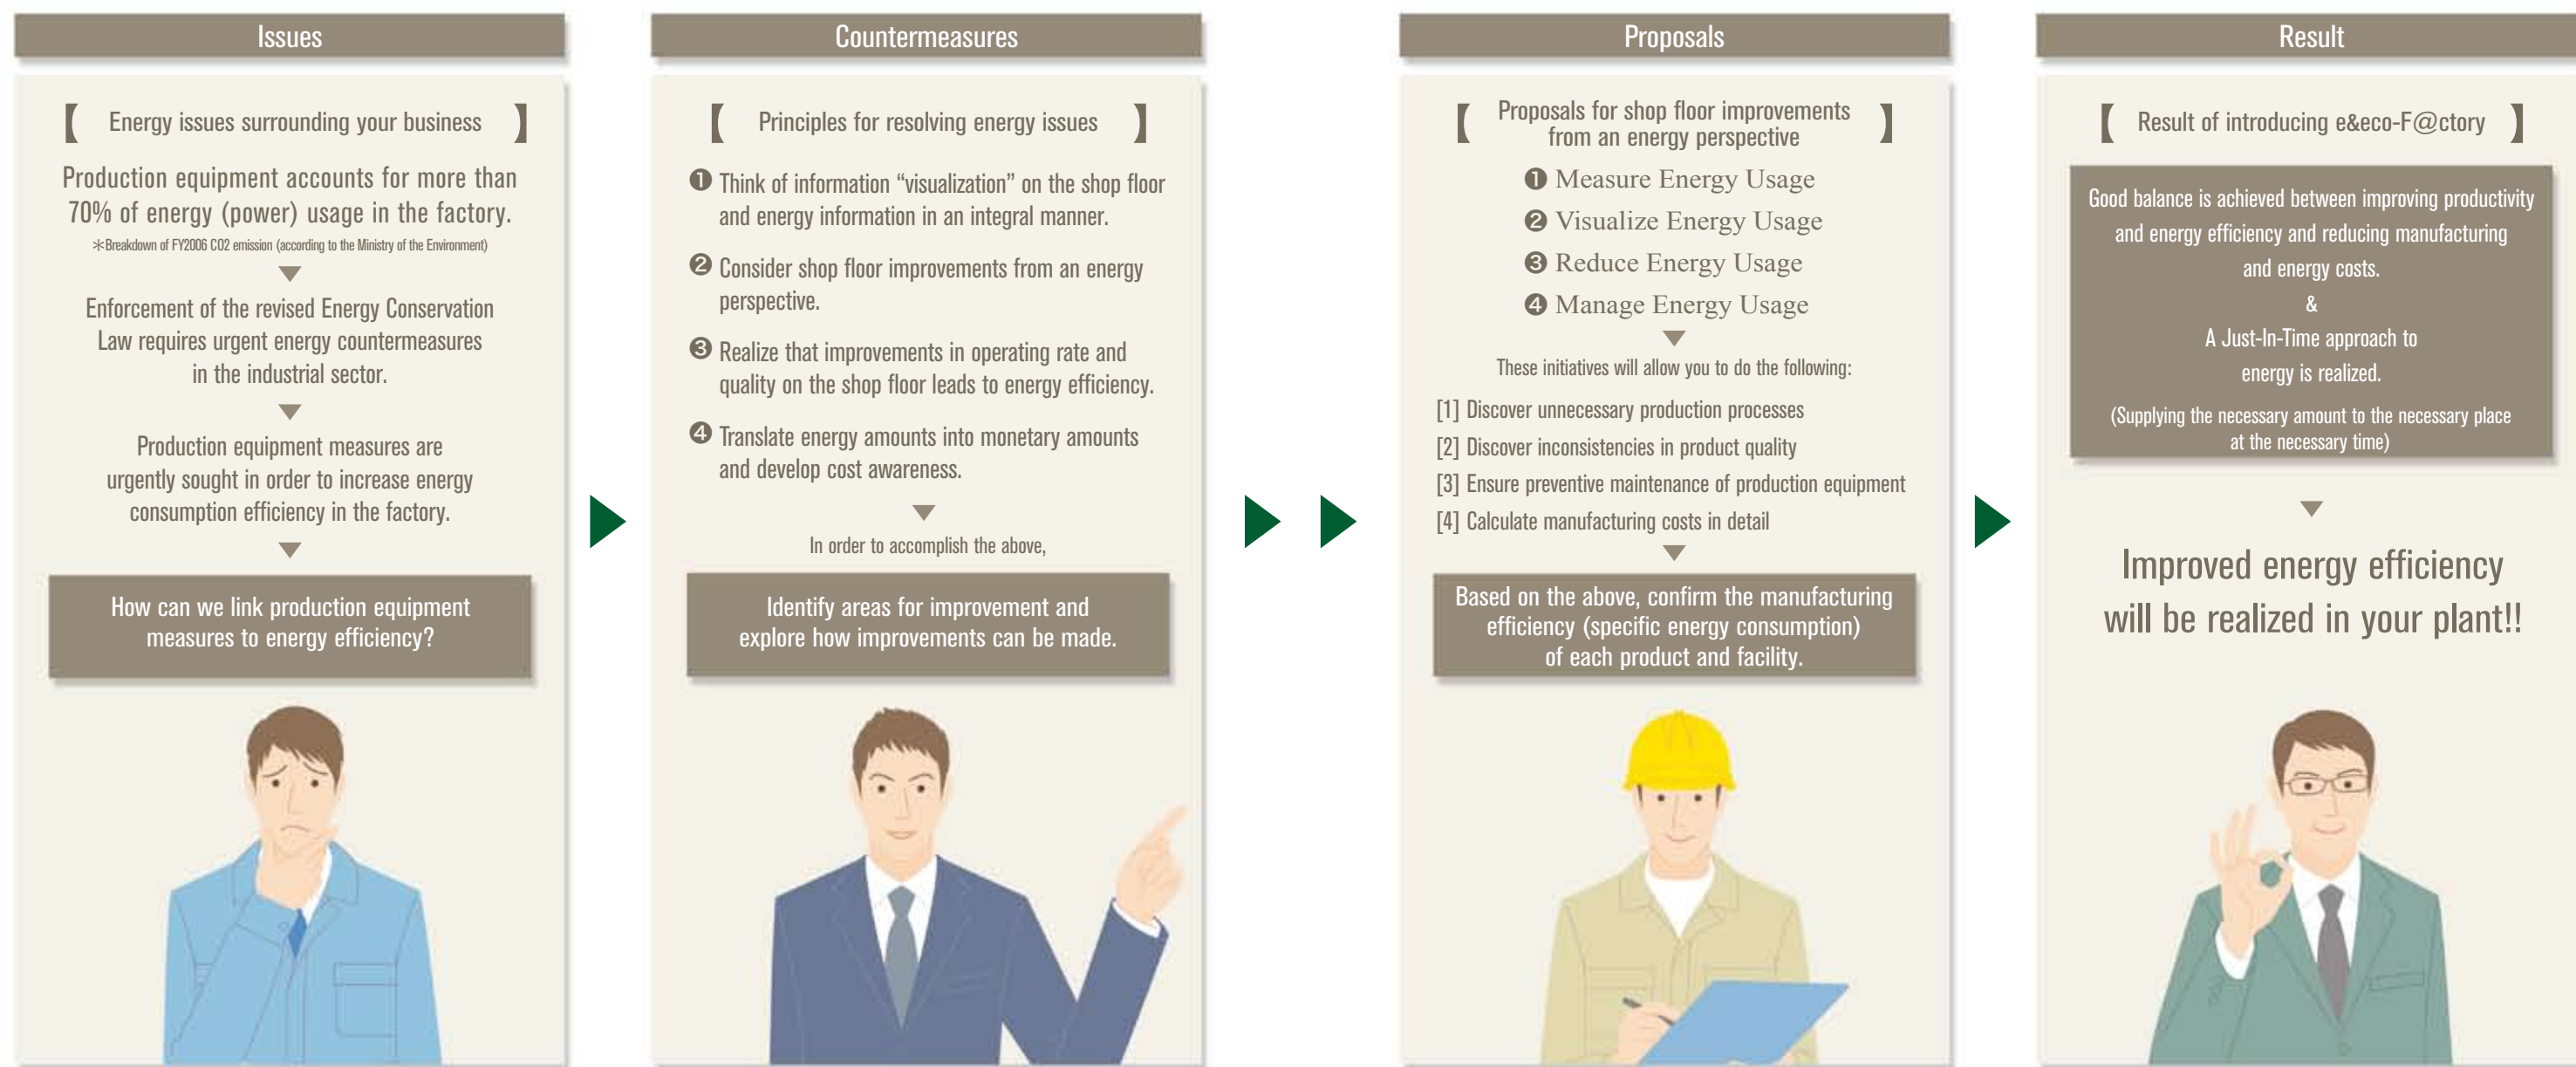 Issues
【 Energy issues surrounding your business 】
Production equipment accounts for more than
70% of energy (power) usage in the factory.
＊Breakdown of FY2006 CO2 emission (according to the Ministry of the Environment)
Enforcement of the revised Energy Conservation
Law requires urgent energy countermeasures
in the industrial sector.
Production equipment measures are
urgently sought in order to increase energy
consumption efficiency in the factory.
How can we link production equipment
measures to energy efficiency?
Countermeasures
【 Principles for resolving energy issues 】
❶ Think of information “visualization” on the shop floor
and energy information in an integral manner.
❷ Consider shop floor improvements from an energy
perspective.
❸ Realize that improvements in operating rate and
quality on the shop floor leads to energy efficiency.
❹ Translate energy amounts into monetary amounts
and develop cost awareness.
In order to accomplish the above,
Identify areas for improvement and
explore how improvements can be made.
Proposals
【 Proposals for shop floor improvements
from an energy perspective 】
❶ Measure Energy Usage
❷ Visualize Energy Usage
❸ Reduce Energy Usage
❹ Manage Energy Usage
These initiatives will allow you to do the following:
[1] Discover unnecessary production processes
[2] Discover inconsistencies in product quality
[3] Ensure preventive maintenance of production equipment
[4] Calculate manufacturing costs in detail
Based on the above, confirm the manufacturing
efficiency (specific energy consumption)
of each product and facility.
Result
【 Result of introducing e&eco-F@ctory 】
Good balance is achieved between improving productivity
and energy efficiency and reducing manufacturing
and energy costs.
&
A Just-In-Time approach to
energy is realized.
(Supplying the necessary amount to the necessary place
at the necessary time)
Improved energy efficiency
will be realized in your plant!!